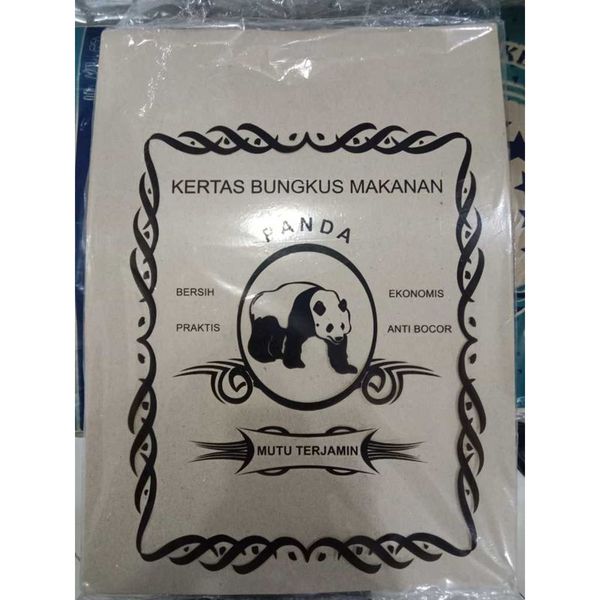 KERTAS BUNGKUS MAKANAN
PANDA
BERSIH
EKONOMIS
PRAKTIS
ANTI BOCOR
MUTU TERJAMIN